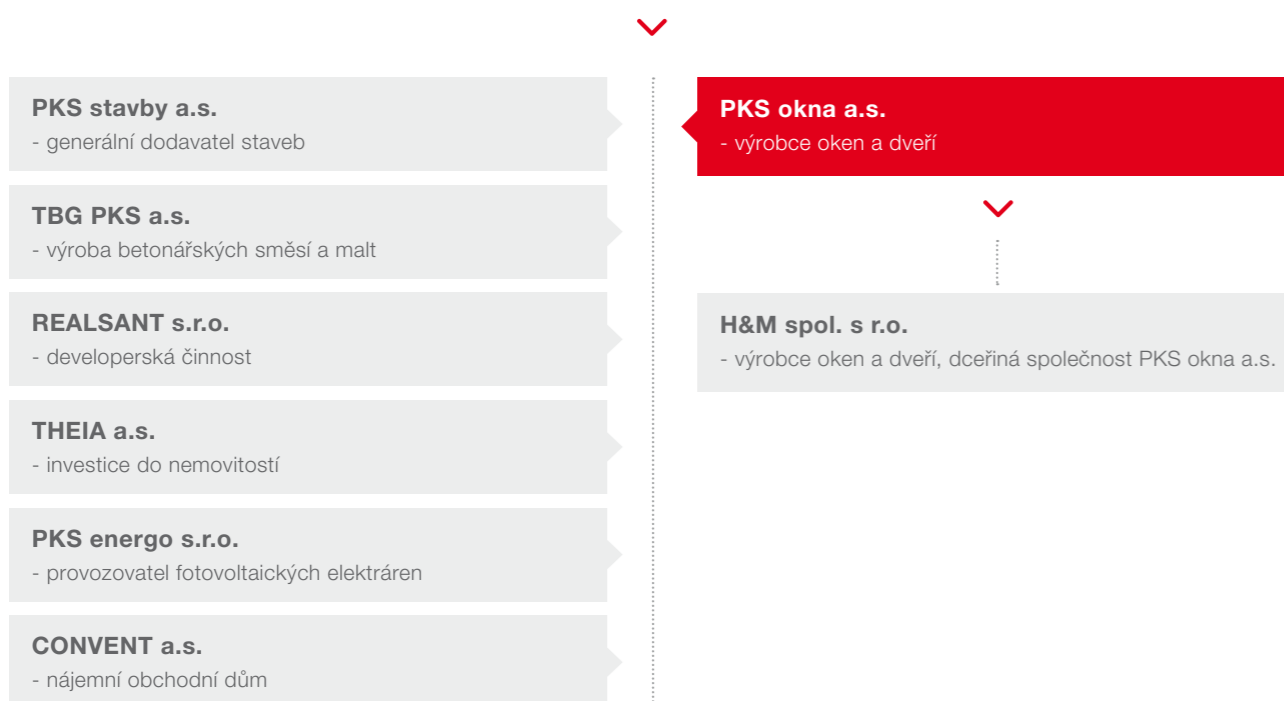 PKS stavby a.s.
- generální dodavatel staveb
TBG PKS a.s.
- výroba betonářských směsí a malt
REALSANT s.r.o.
- developerská činnost
THEIA a.s.
- investice do nemovitostí
PKS energo s.r.o.
- provozovatel fotovoltaických elektráren
CONVENT a.s.
- nájemní obchodní dům
PKS okna a.s.
- výrobce oken a dveří
H&M spol. s r.o.
- výrobce oken a dveří, dceřiná společnost PKS okna a.s.